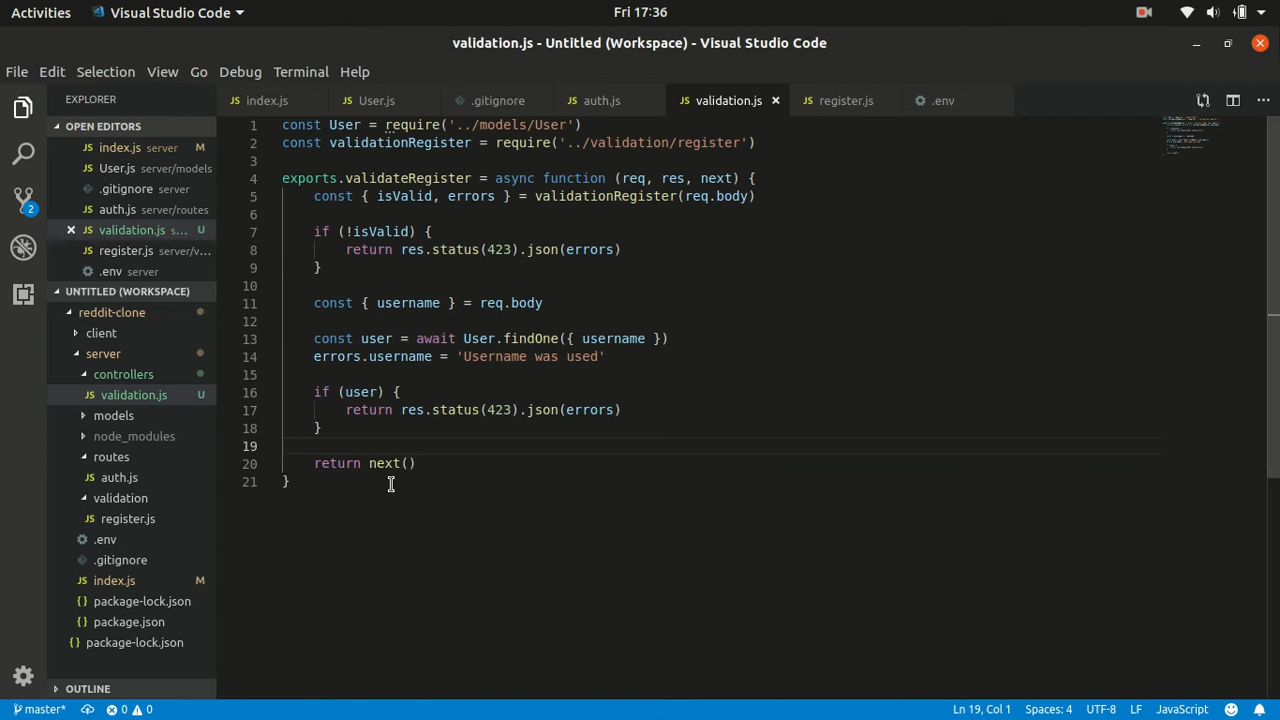 Activities Visual Studio Code Fri 17:36
validation.js - Untitled (Workspace) - Visual Studio Code
File Edit Selection View Go Debug Terminal Help
EXPLORER
OPEN EDITORS
JS index.js server M
JS User.js server/models
.gitignore server
JS auth.js server/routes
JS validation.js s... U
JS register.js server/v...
.env server
UNTITLED (WORKSPACE)
reddit-clone
client
server
controllers
JS validation.js U
models
node_modules
routes
JS auth.js
validation
JS register.js
.env
.gitignore
JS index.js M
{} package-lock.json
{} package.json
{} package-lock.json
OUTLINE
2
JS index.js JS User.js .gitignore JS auth.js JS validation.js JS register.js .env
1 const User = require('../models/User')
2 const validationRegister = require('../validation/register')
3
4 exports.validateRegister = async function (req, res, next) {
5 const { isValid, errors } = validationRegister(req.body)
6
7 if (!isValid) {
8 return res.status(423).json(errors)
9 }
10
11 const { username } = req.body
12
13 const user = await User.findOne({ username })
14 errors.username = 'Username was used'
15
16 if (user) {
17 return res.status(423).json(errors)
18 }
19
20 return next()
21 }
master* 0 0 Ln 19, Col 1 Spaces: 4 UTF-8 LF JavaScript